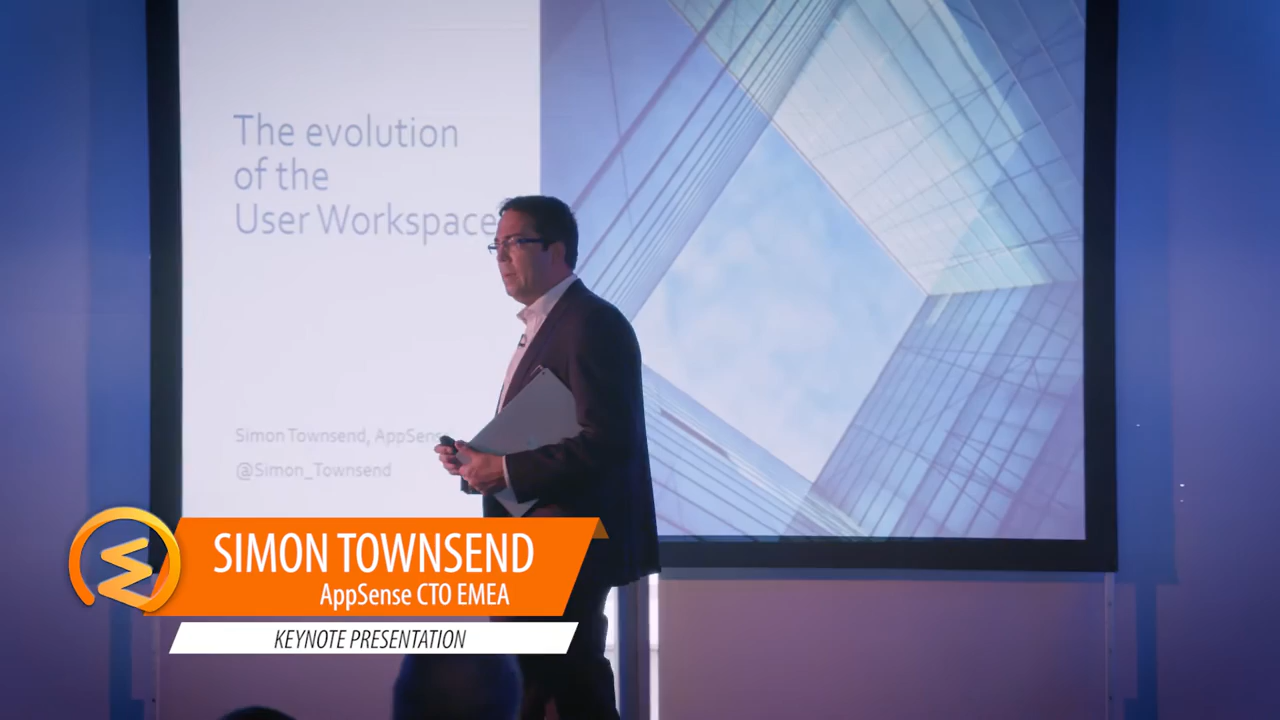 The evolution
of the
User Workspace
Simon Townsend, AppSense
@Simon_Townsend
SIMON TOWNSEND
AppSense CTO EMEA
KEYNOTE PRESENTATION